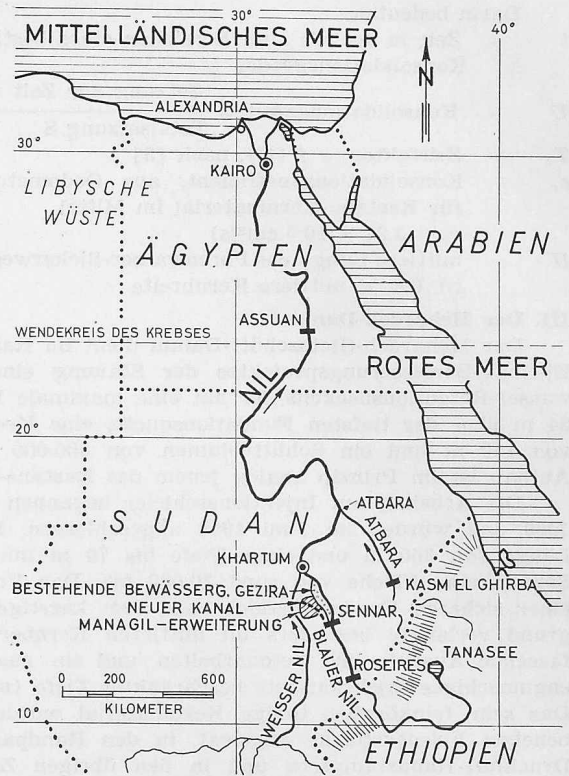 30°
40°
MITTELLÄNDISCHES MEER
N
ALEXANDRIA
30°
KAIRO
LIBYSCHE
WÜSTE
ÄGYPTEN
ARABIEN
ASSUAN
WENDEKREIS DES KREBSES
ROTES MEER
NIL
20°
ATBARA
SUDAN
ATBARA
KHARTUM
KASM EL GHIRBA
BESTEHENDE BEWÄSSERG. GEZIRA
NEUER KANAL
SENNAR
MANAGIL-ERWEITERUNG
BLAUER NIL
TANASEE
ROSEIRES
WEISSER NIL
0 200 600
KILOMETER
10°
ETHIOPIEN